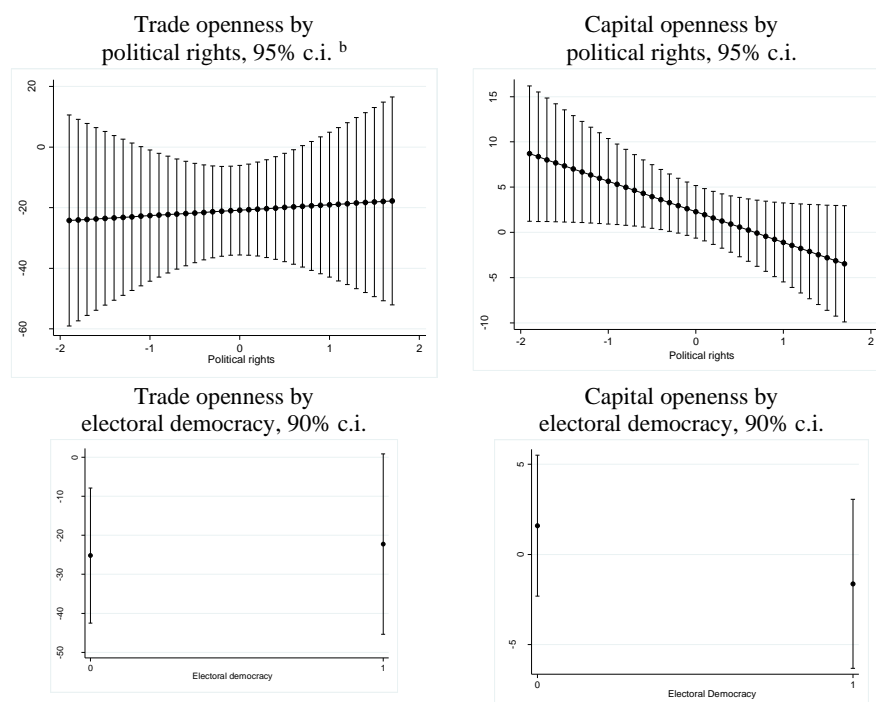 Trade openness by
political rights, 95% c.i. b
20
0
-20
-40
-60
-2
-1
0
1
2
Political rights
Capital openness by
political rights, 95% c.i.
15
10
5
0
-5
-10
-2
-1
0
1
2
Political rights
Trade openness by
electoral democracy, 90% c.i.
0
-10
-20
-30
-40
-50
0
1
Electoral democracy
Capital openenss by
electoral democracy, 90% c.i.
5
0
-5
0
1
Electoral Democracy